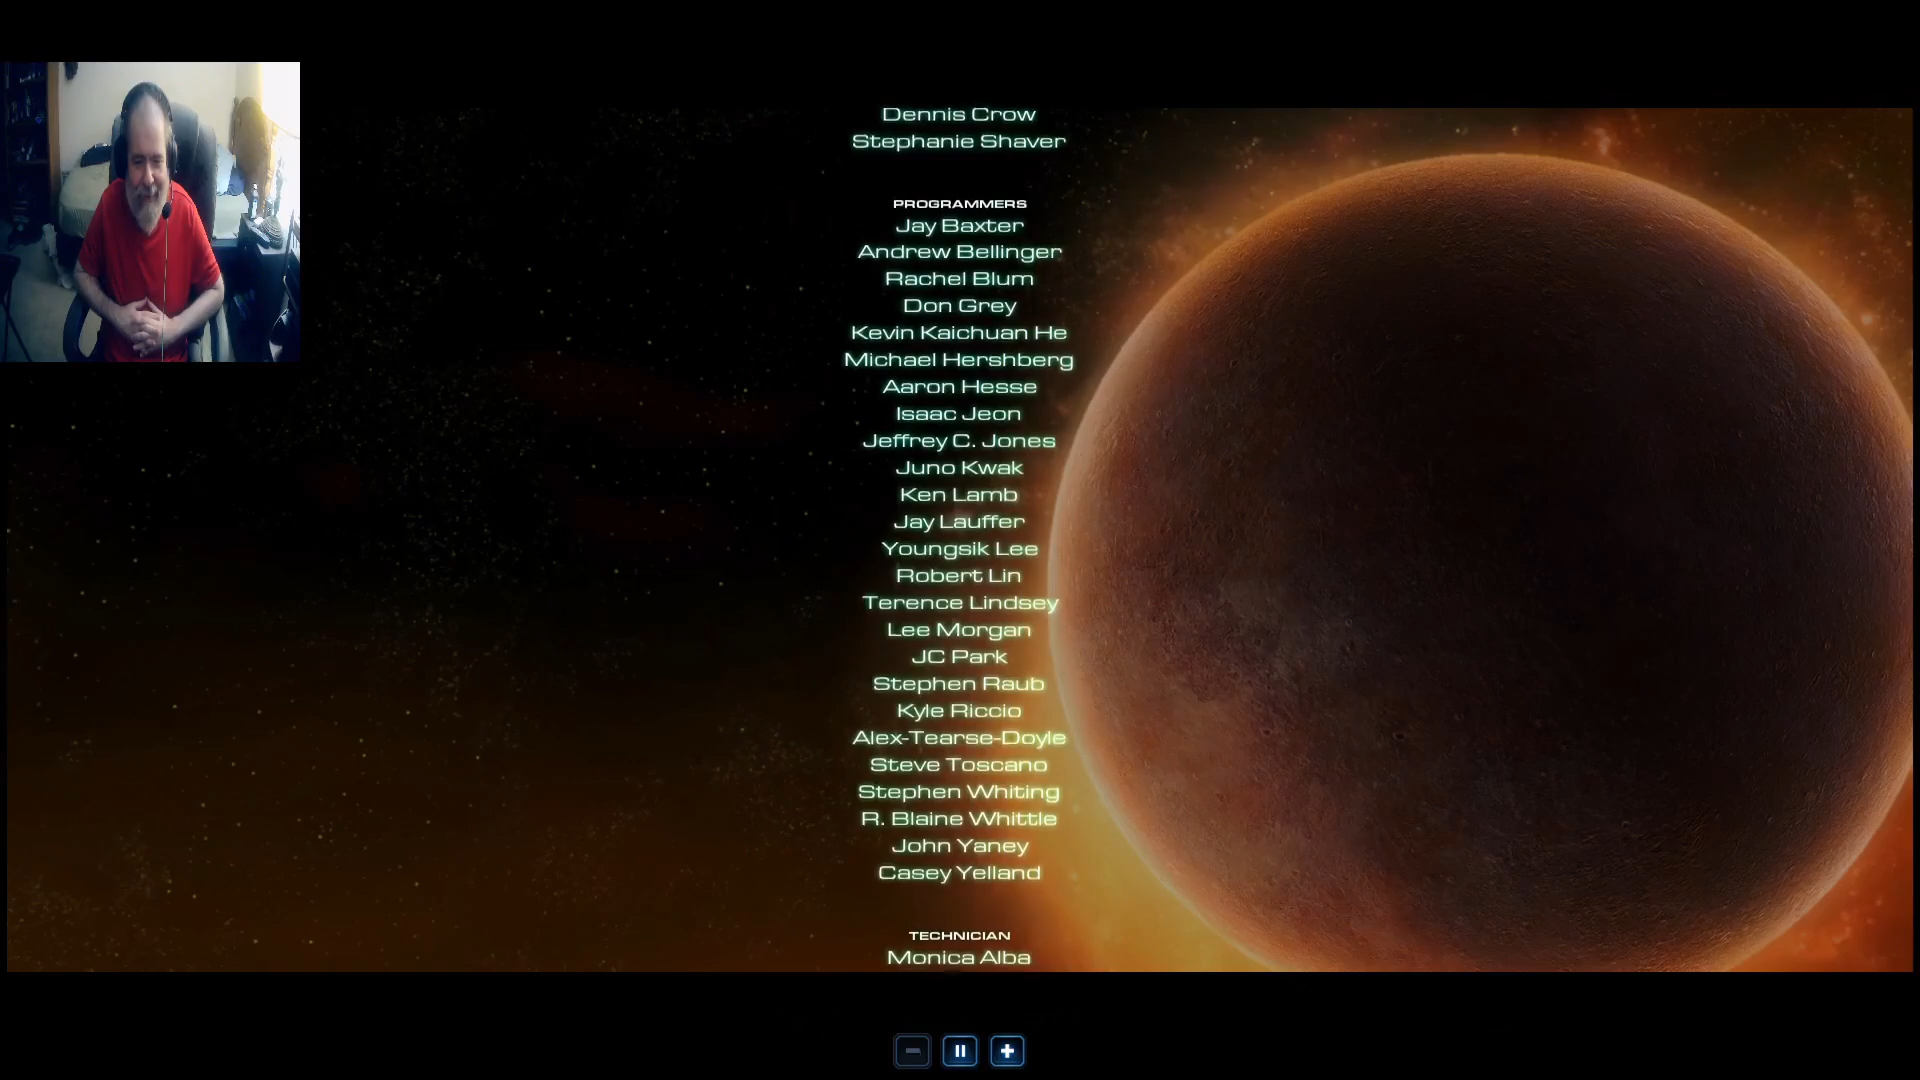 Dennis Crow
Stephanie Shaver
PROGRAMMERS
Jay Baxter
Andrew Bellinger
Rachel Blum
Don Grey
Kevin Kaichuan He
Michael Hershberg
Aaron Hesse
Isaac Jeon
Jeffrey C. Jones
Juno Kwak
Ken Lamb
Jay Lauffer
Youngsik Lee
Robert Lin
Terence Lindsey
Lee Morgan
JC Park
Stephen Raub
Kyle Riccio
Alex-Tearse-Doyle
Steve Toscano
Stephen Whiting
R. Blaine Whittle
John Yaney
Casey Yelland
TECHNICIAN
Monica Alba